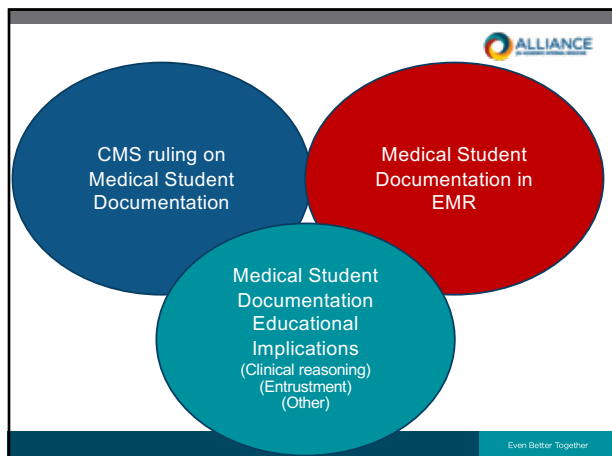 ALLIANCE
CMS ruling on
Medical Student
Documentation
Medical Student
Documentation in
EMR
Medical Student
Documentation
Educational
Implications
(Clinical reasoning)
(Entrustment)
(Other)
Even Better Together